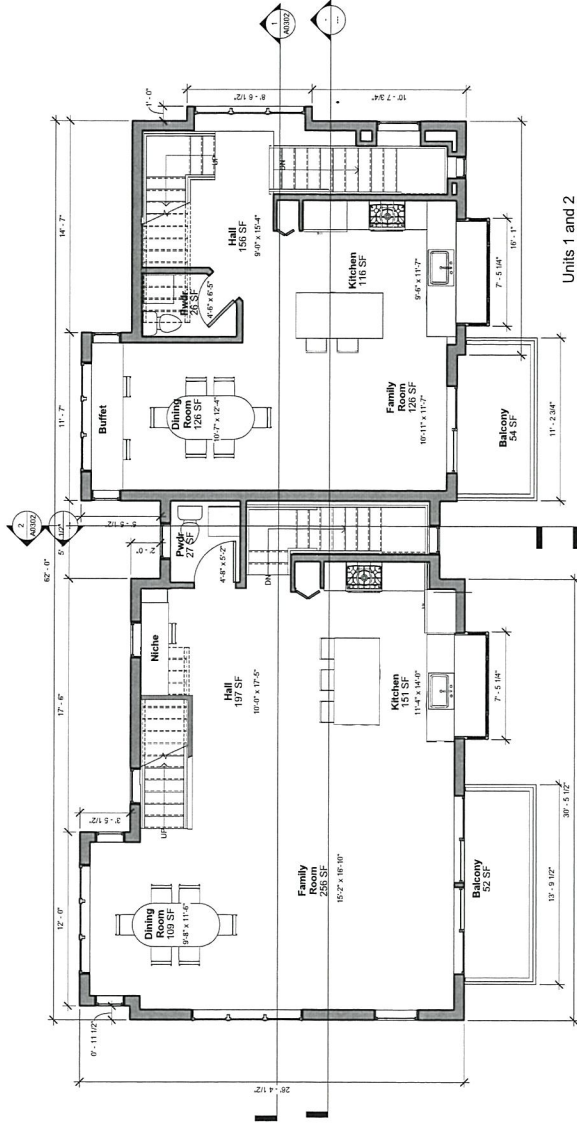 2
A0302
1
A0302
-
---
62' - 0"
12' - 0"
17' - 6"
5' - 5 1/2"
11' - 7"
14' - 7"
1' - 0"
0' - 11 1/2"
3' - 5 1/2"
2' - 0"
8' - 6 1/2"
10' - 7 3/4"
26' - 4 1/2"
Buffet
Dining
Room
109 SF
9'-8" x 11'-6"
UP
Niche
Hall
197 SF
10'-0" x 17'-5"
Pwdr
27 SF
4'-8" x 5'-2"
DN
Dining
Room
126 SF
10'-7" x 12'-4"
Pwdr
26 SF
4'-6" x 6'-5"
UP
Hall
156 SF
9'-0" x 15'-4"
DN
Family
Room
256 SF
15'-2" x 16'-10"
Kitchen
151 SF
11'-4" x 14'-0"
Family
Room
126 SF
10'-11" x 11'-7"
Kitchen
116 SF
9'-6" x 11'-7"
Balcony
52 SF
13' - 9 1/2"
7' - 5 1/4"
30' - 5 1/2"
Balcony
54 SF
11' - 2 3/4"
7' - 5 1/4"
16' - 1"
Units 1 and 2